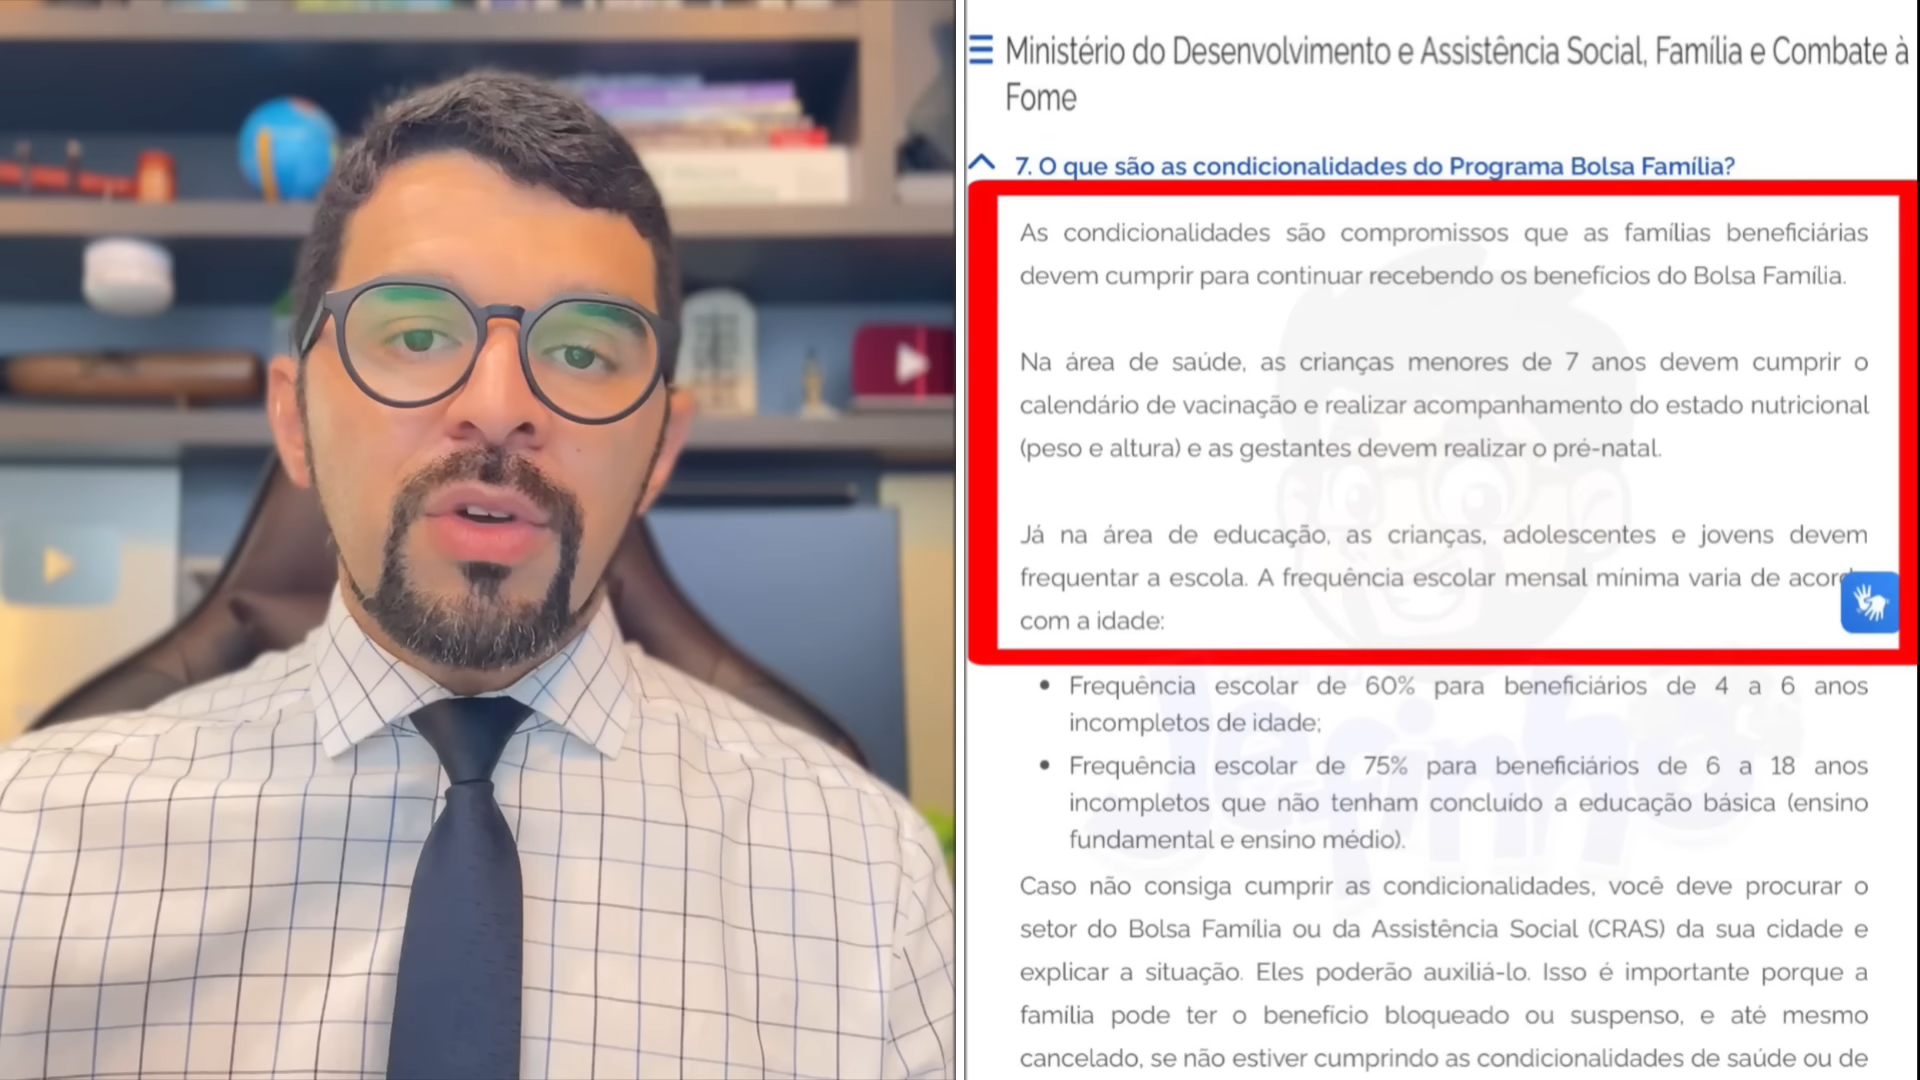 Ministério do Desenvolvimento e Assistência Social, Família e Combate à
Fome
7. O que são as condicionalidades do Programa Bolsa Família?
As condicionalidades são compromissos que as famílias beneficiárias
devem cumprir para continuar recebendo os benefícios do Bolsa Família.
Na área de saúde, as crianças menores de 7 anos devem cumprir o
calendário de vacinação e realizar acompanhamento do estado nutricional
(peso e altura) e as gestantes devem realizar o pré-natal.
Já na área de educação, as crianças, adolescentes e jovens devem
frequentar a escola. A frequência escolar mensal mínima varia de
com a idade:
Frequência escolar de 60% para beneficiários de 4 a 6 anos
incompletos de idade;
Frequência escolar de 75% para beneficiários de 6 a 18 anos
incompletos que não tenham concluído a educação básica (ensino
fundamental e ensino médio).
Caso não consiga cumprir as condicionalidades, você deve procurar o
setor do Bolsa Família ou da Assistência Social (CRAS) da sua cidade e
explicar a situação. Eles poderão auxiliá-lo. Isso é importante porque a
família pode ter o benefício bloqueado ou suspenso, e até mesmo
cancelado, se não estiver cumprindo as condicionalidades de saúde ou de